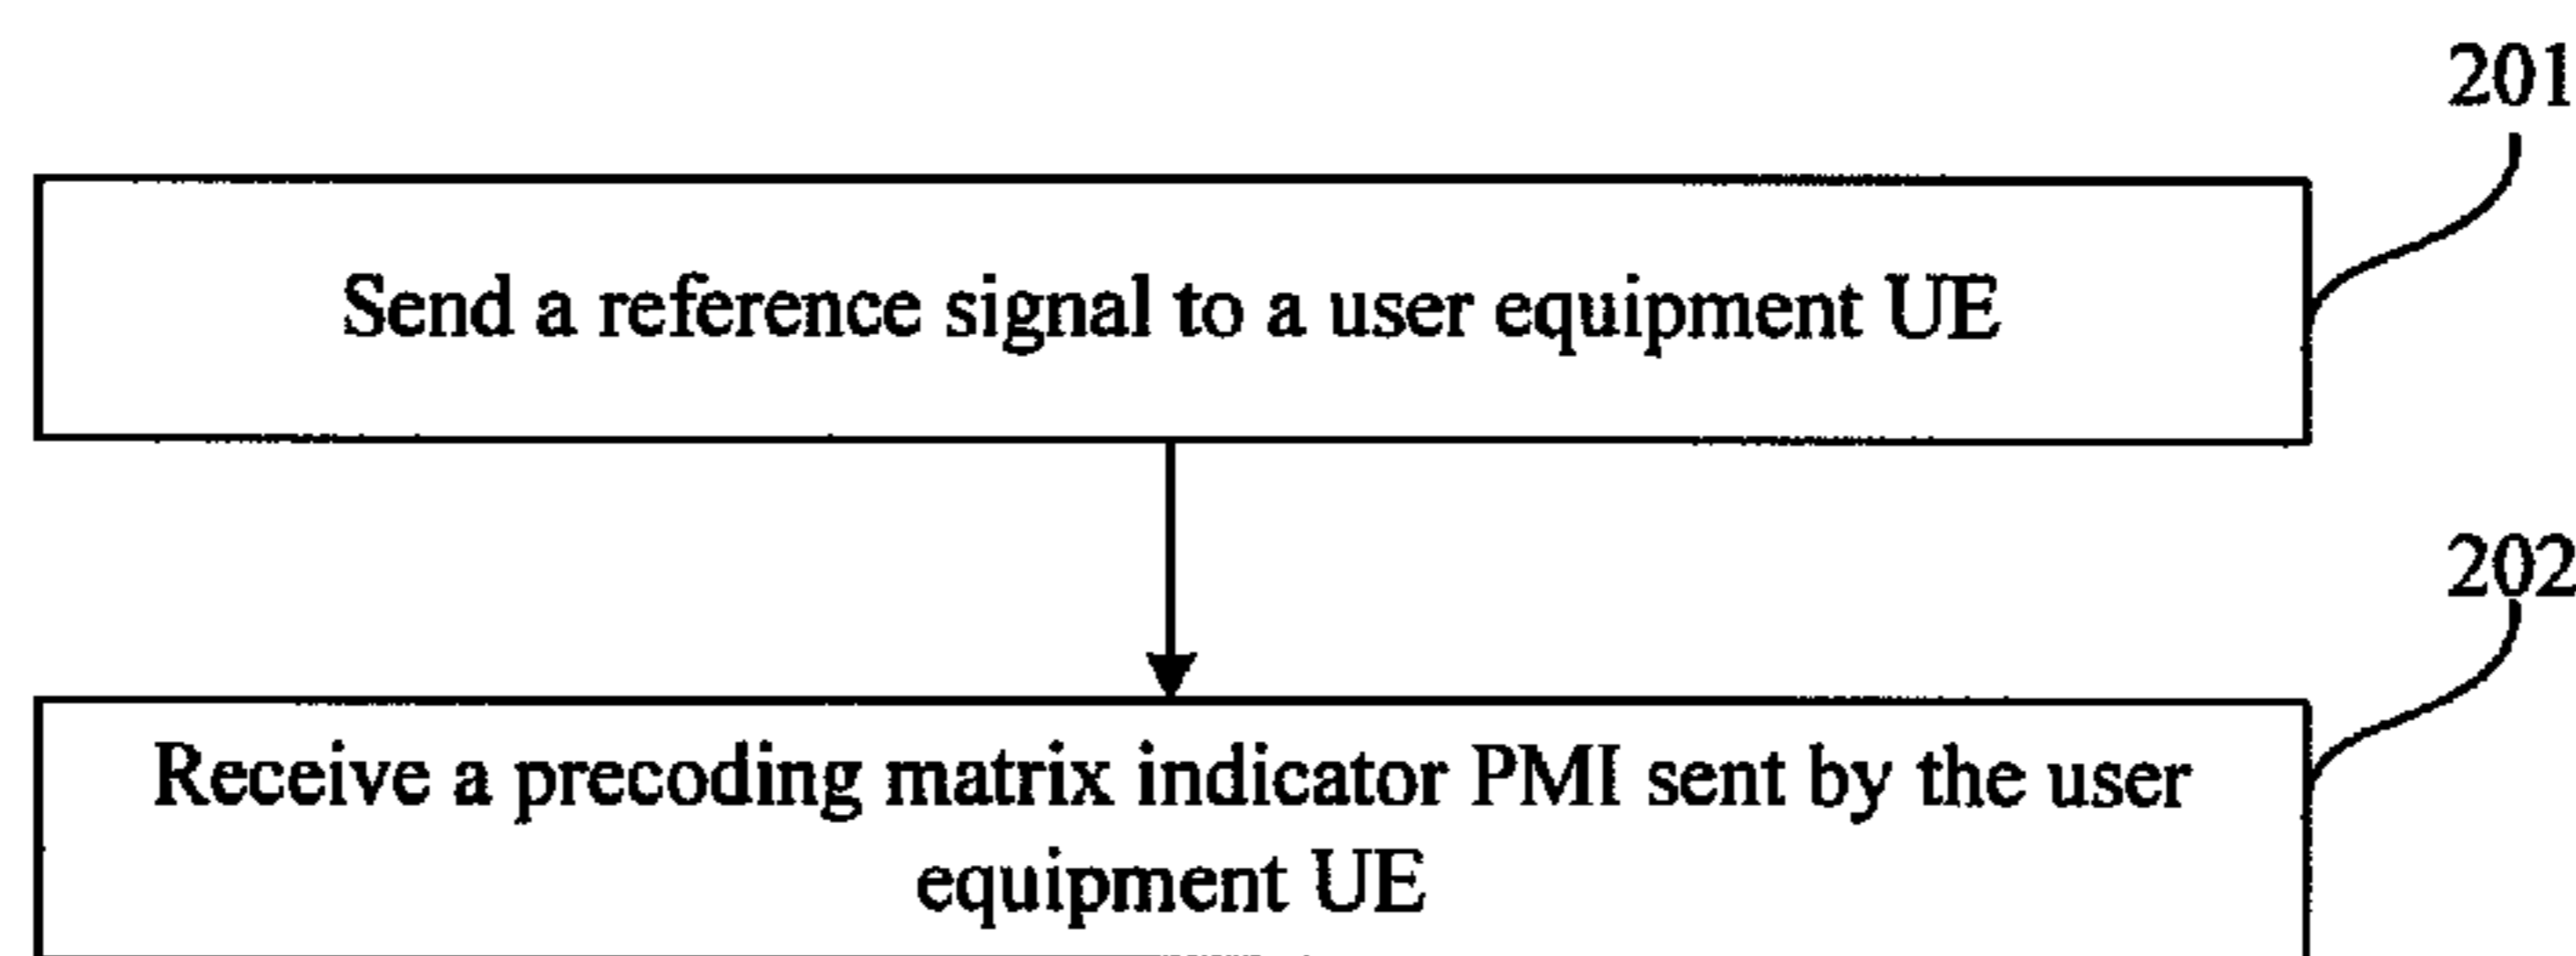 201
Send a reference signal to a user equipment UE
202
Receive a precoding matrix indicator PMI sent by the user
equipment UE